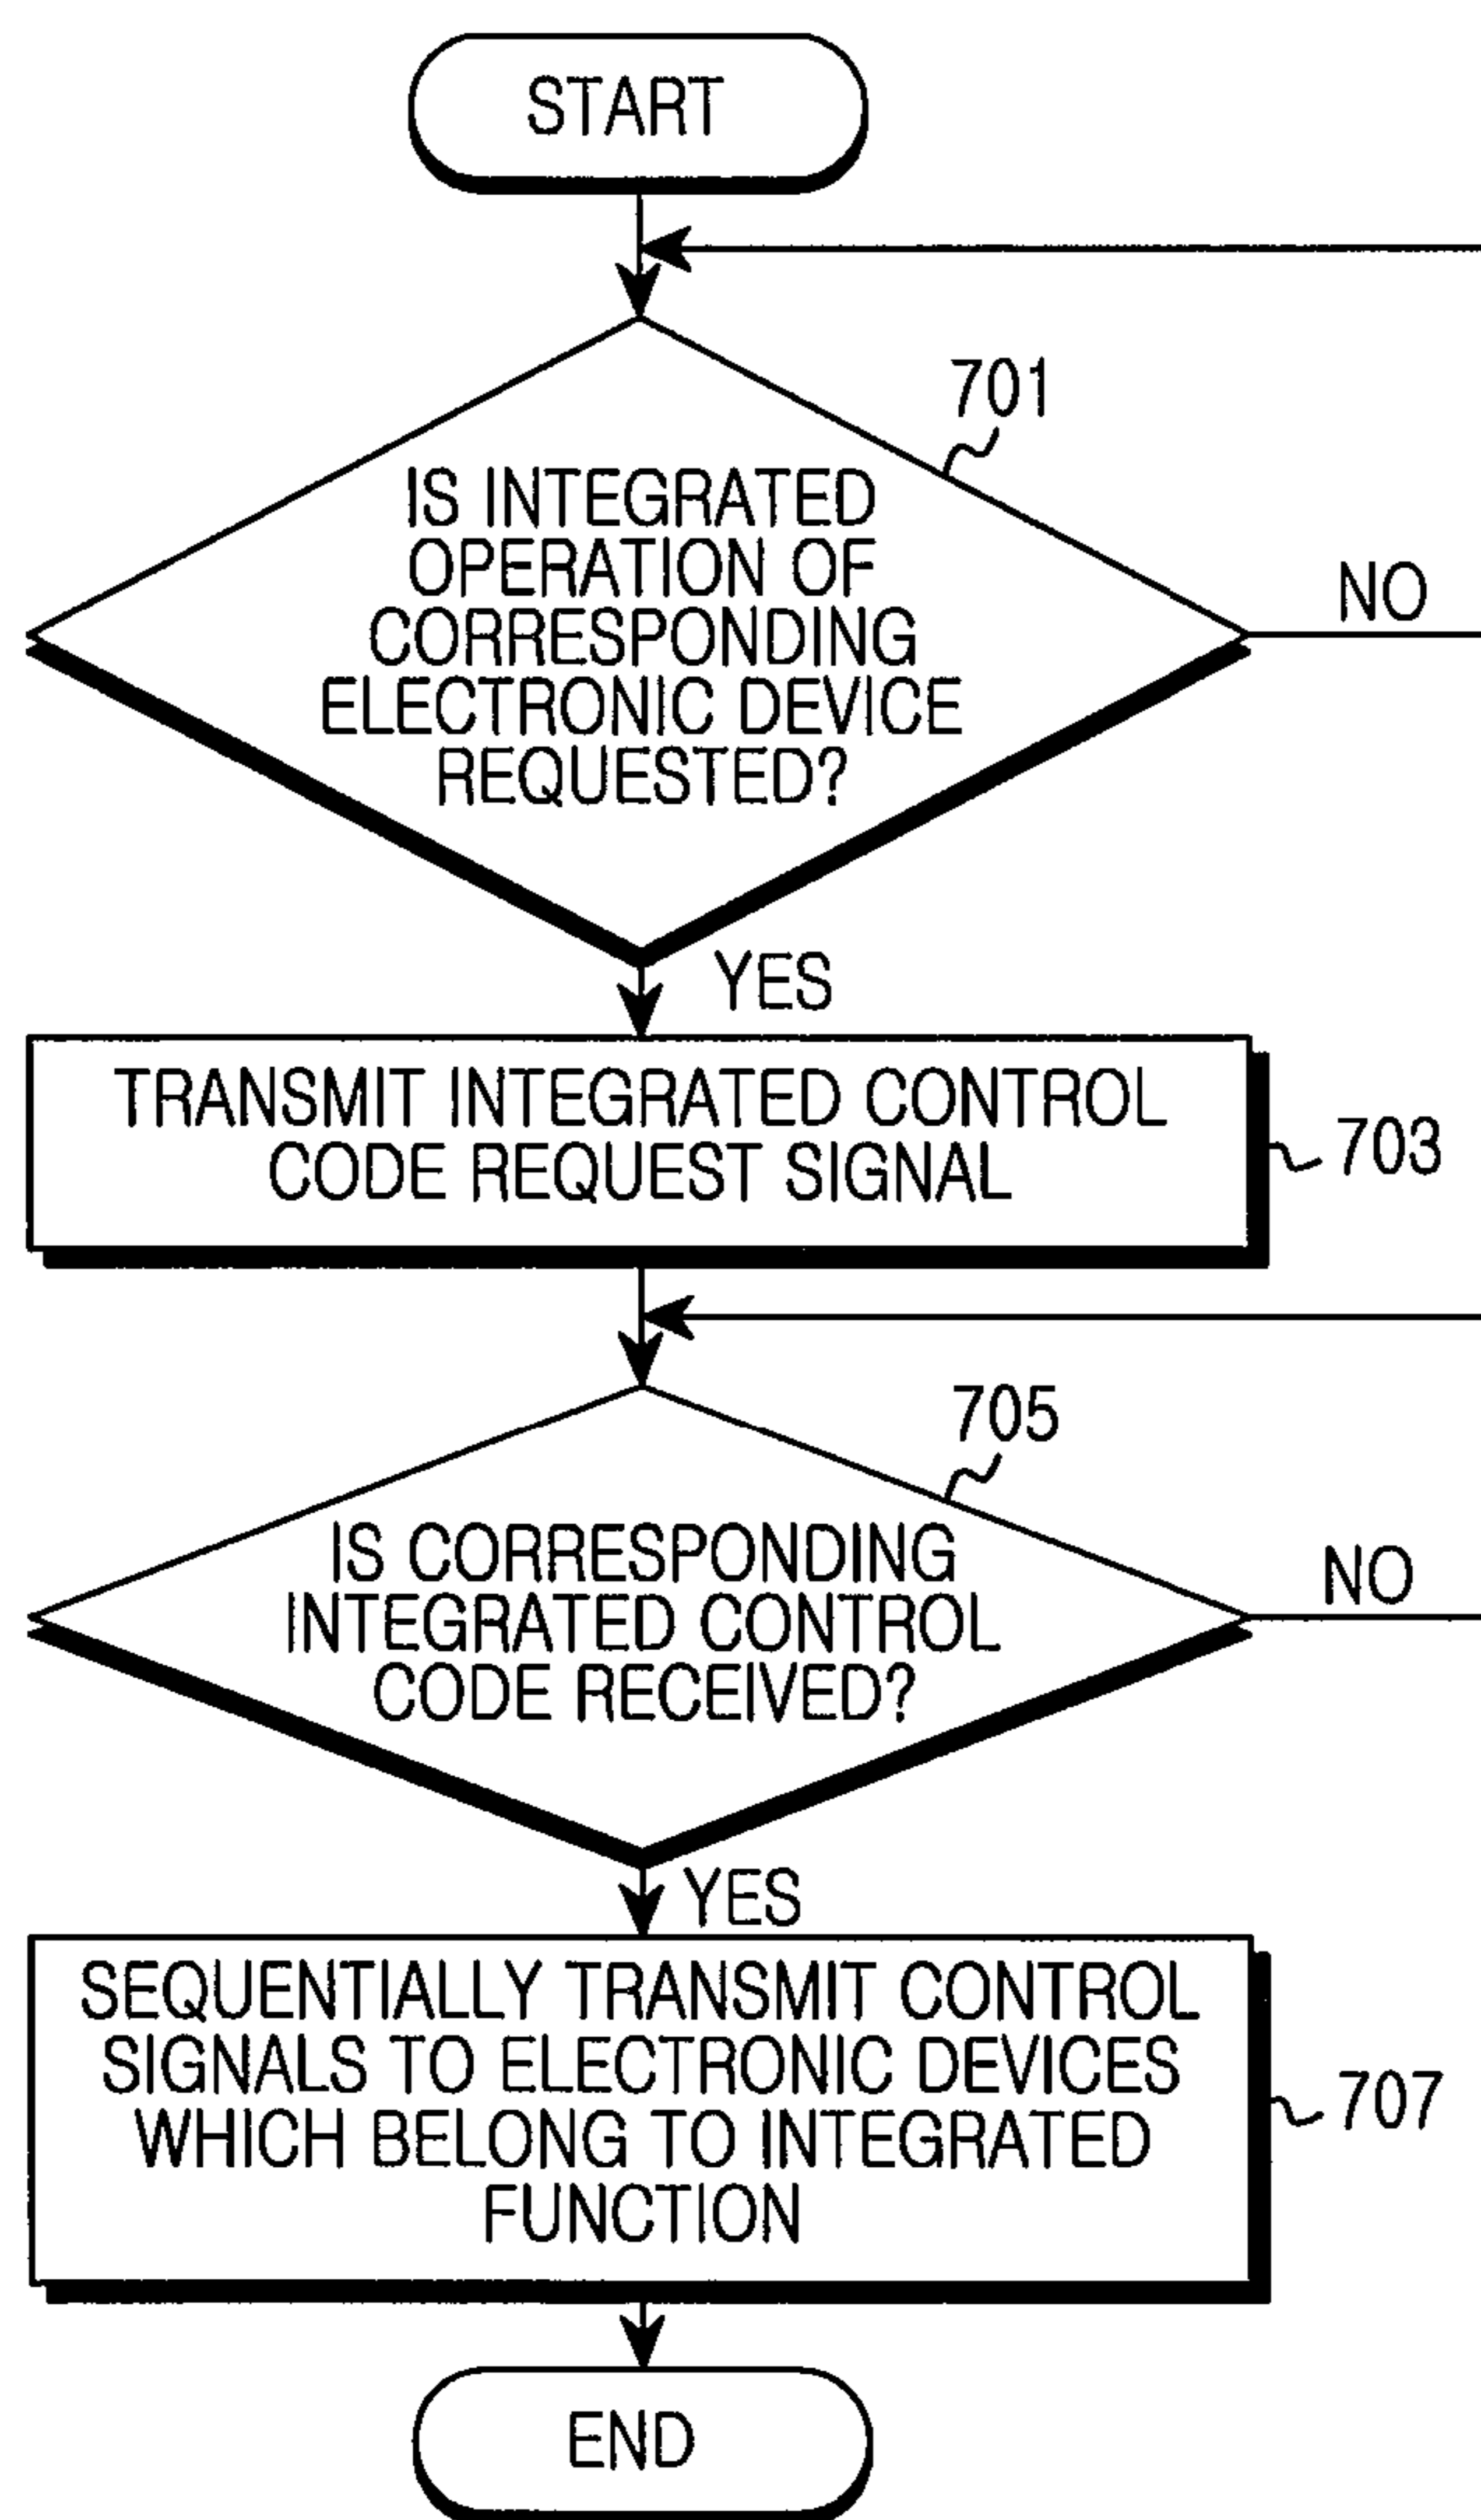 START
701
IS INTEGRATED
OPERATION OF
CORRESPONDING
ELECTRONIC DEVICE
REQUESTED?
NO
YES
TRANSMIT INTEGRATED CONTROL
CODE REQUEST SIGNAL
703
705
IS CORRESPONDING
INTEGRATED CONTROL
CODE RECEIVED?
NO
YES
SEQUENTIALLY TRANSMIT CONTROL
SIGNALS TO ELECTRONIC DEVICES
WHICH BELONG TO INTEGRATED
FUNCTION
707
END